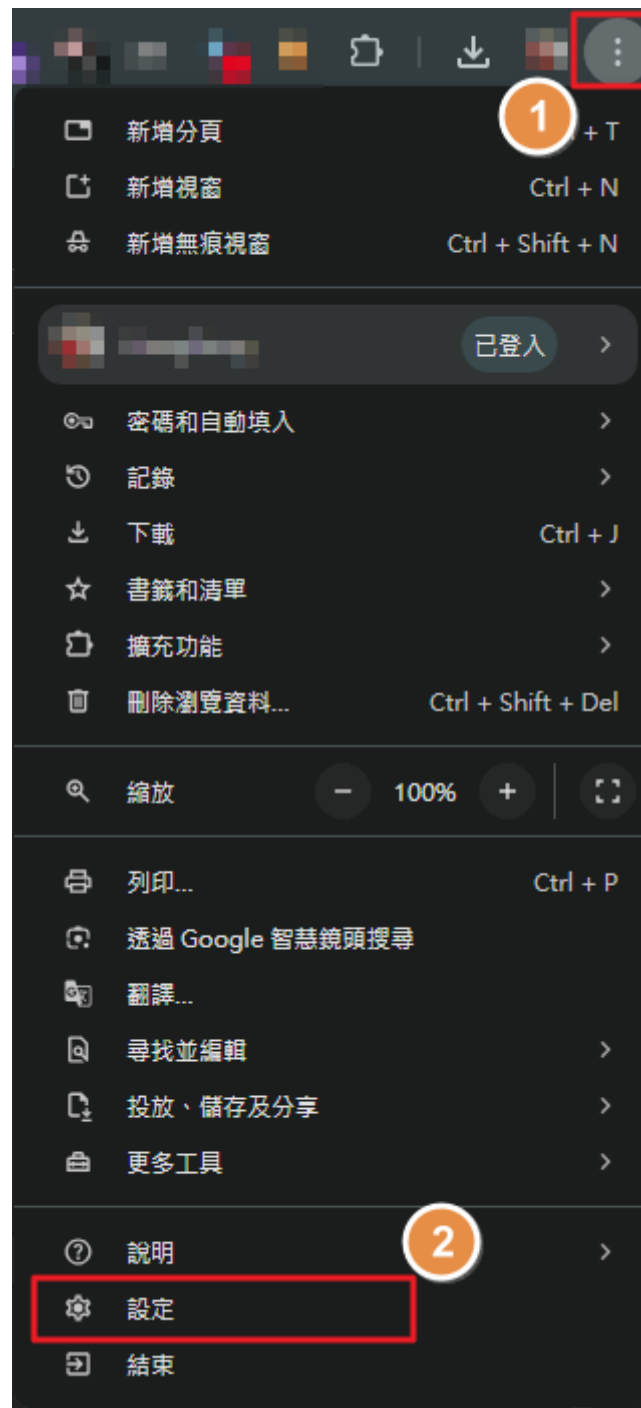 1
新增分頁 + T
新增視窗 Ctrl + N
新增無痕視窗 Ctrl + Shift + N
已登入
密碼和自動填入
記錄
下載 Ctrl + J
書籤和清單
擴充功能
刪除瀏覽資料... Ctrl + Shift + Del
縮放 − 100% +
列印... Ctrl + P
透過 Google 智慧鏡頭搜尋
翻譯...
尋找並編輯
投放、儲存及分享
更多工具
2
說明
設定
結束